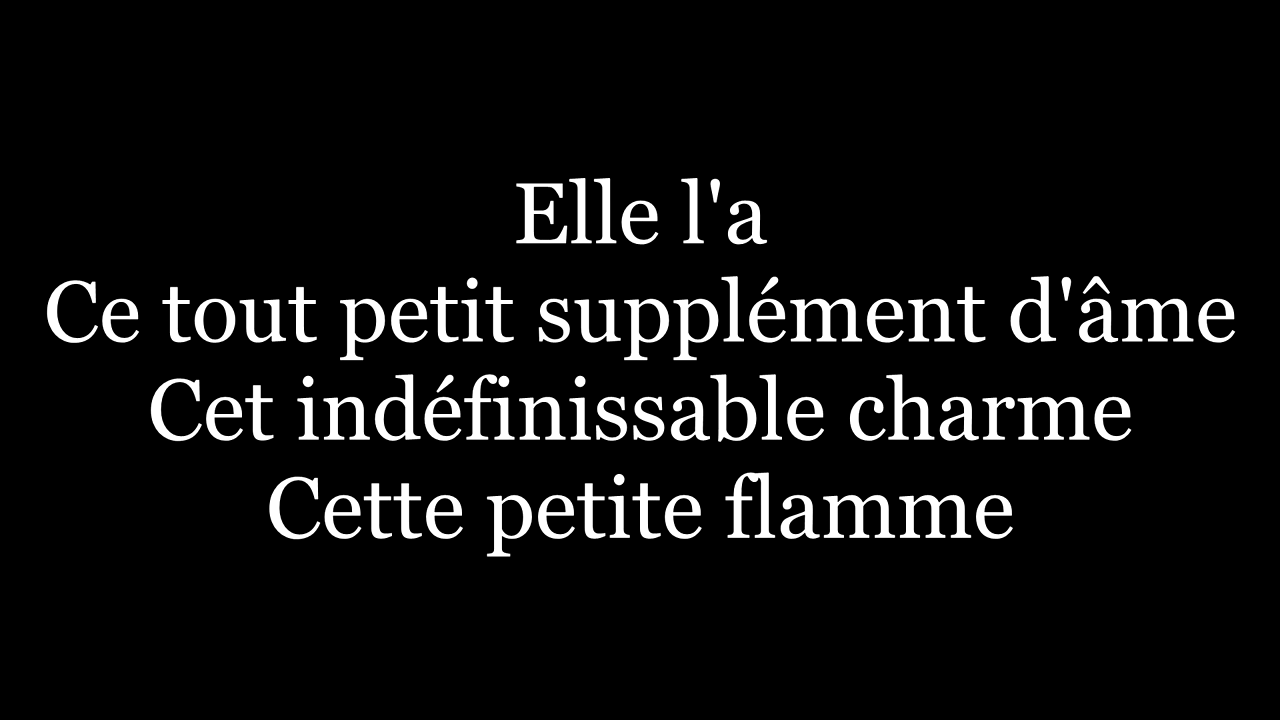 Elle l'a
Ce tout petit supplément d'âme
Cet indéfinissable charme
Cette petite flamme